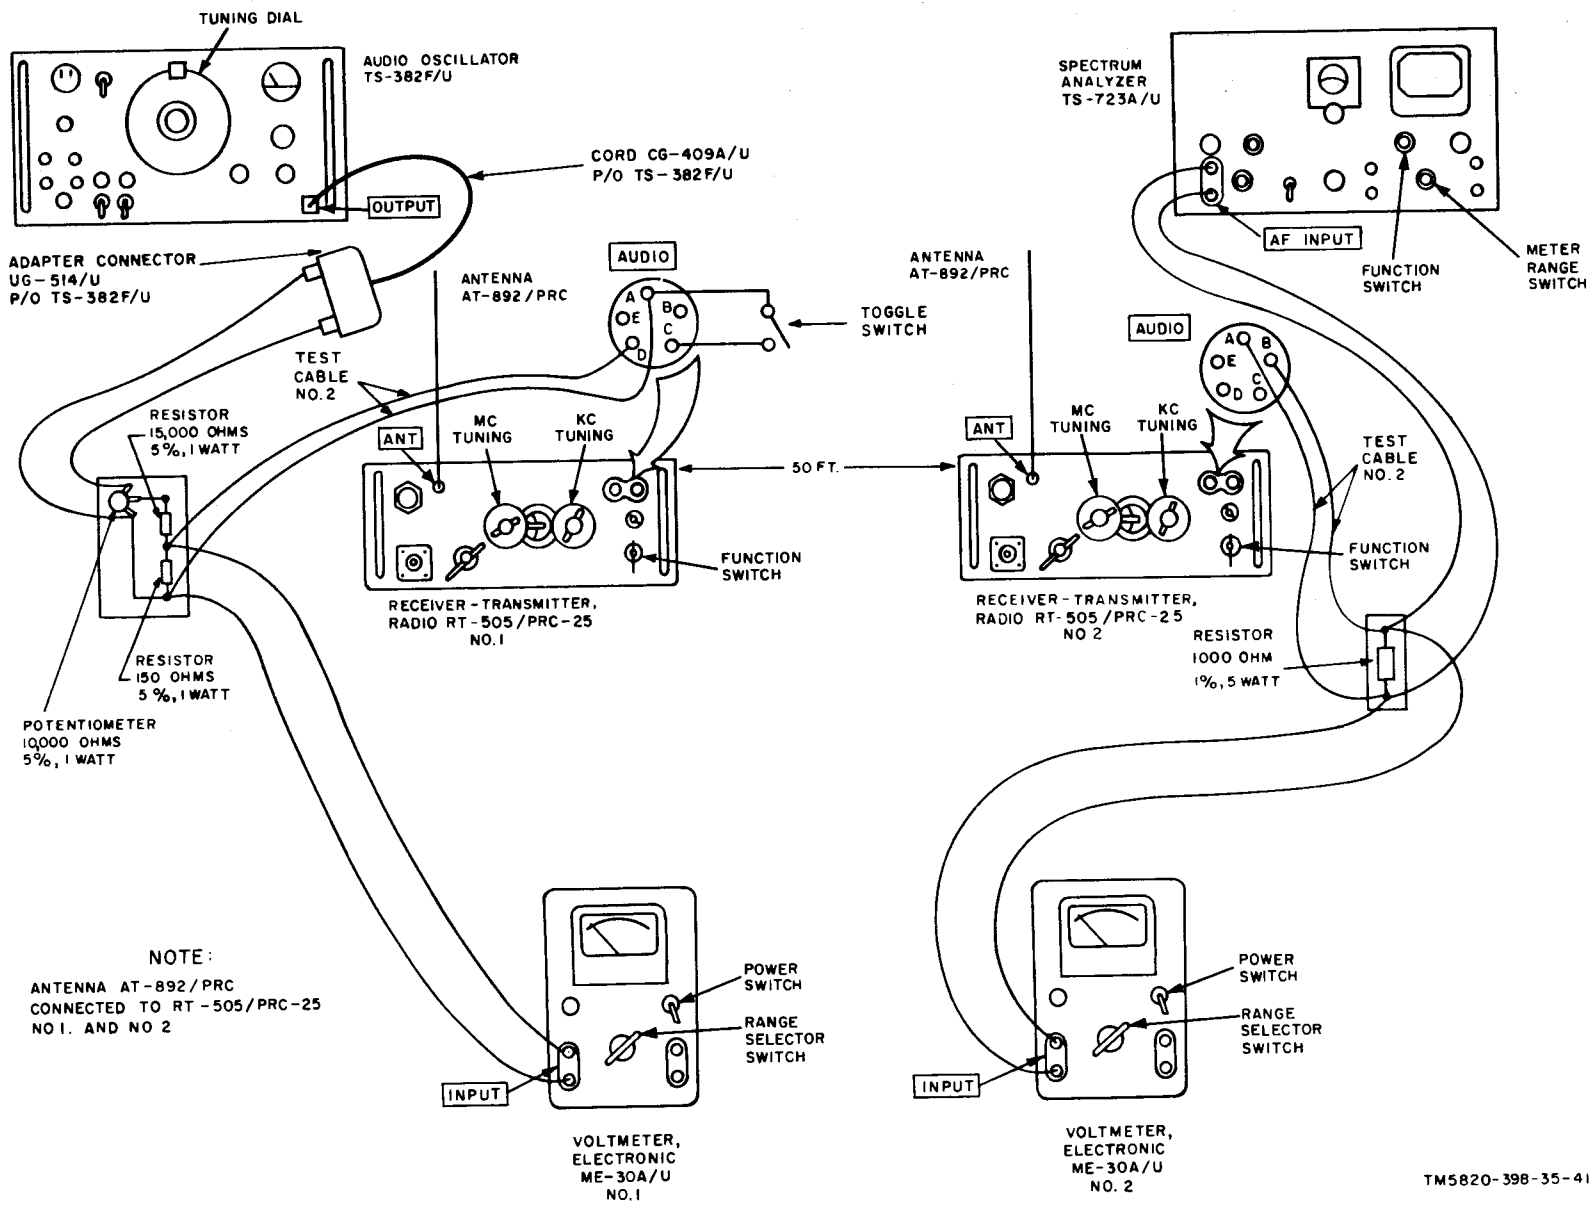 TUNING DIAL
AUDIO OSCILLATOR
TS-382F/U
CORD CG-409A/U
P/O TS-382F/U
OUTPUT
ADAPTER CONNECTOR
UG-514/U
P/O TS-382F/U
ANTENNA
AT-892/PRC
AUDIO
A
B
E
C
D
TOGGLE
SWITCH
TEST
CABLE
NO.2
RESISTOR
15,000 OHMS
5%, 1 WATT
ANT
MC
TUNING
KC
TUNING
50 FT.
FUNCTION
SWITCH
RECEIVER-TRANSMITTER,
RADIO RT-505/PRC-25
NO.1
RESISTOR
150 OHMS
5%, 1 WATT
POTENTIOMETER
10,000 OHMS
5%, 1 WATT
SPECTRUM
ANALYZER
TS-723A/U
AF INPUT
FUNCTION
SWITCH
METER
RANGE
SWITCH
ANTENNA
AT-892/PRC
AUDIO
A
B
E
C
D
ANT
MC
TUNING
KC
TUNING
TEST
CABLE
NO.2
FUNCTION
SWITCH
RECEIVER-TRANSMITTER,
RADIO RT-505/PRC-25
NO 2
RESISTOR
1000 OHM
1%, 5 WATT
NOTE:
ANTENNA AT-892/PRC
CONNECTED TO RT-505/PRC-25
NO 1. AND NO 2
POWER
SWITCH
RANGE
SELECTOR
SWITCH
INPUT
VOLTMETER,
ELECTRONIC
ME-30A/U
NO.1
POWER
SWITCH
RANGE
SELECTOR
SWITCH
INPUT
VOLTMETER,
ELECTRONIC
ME-30A/U
NO. 2
TM5820-398-35-41